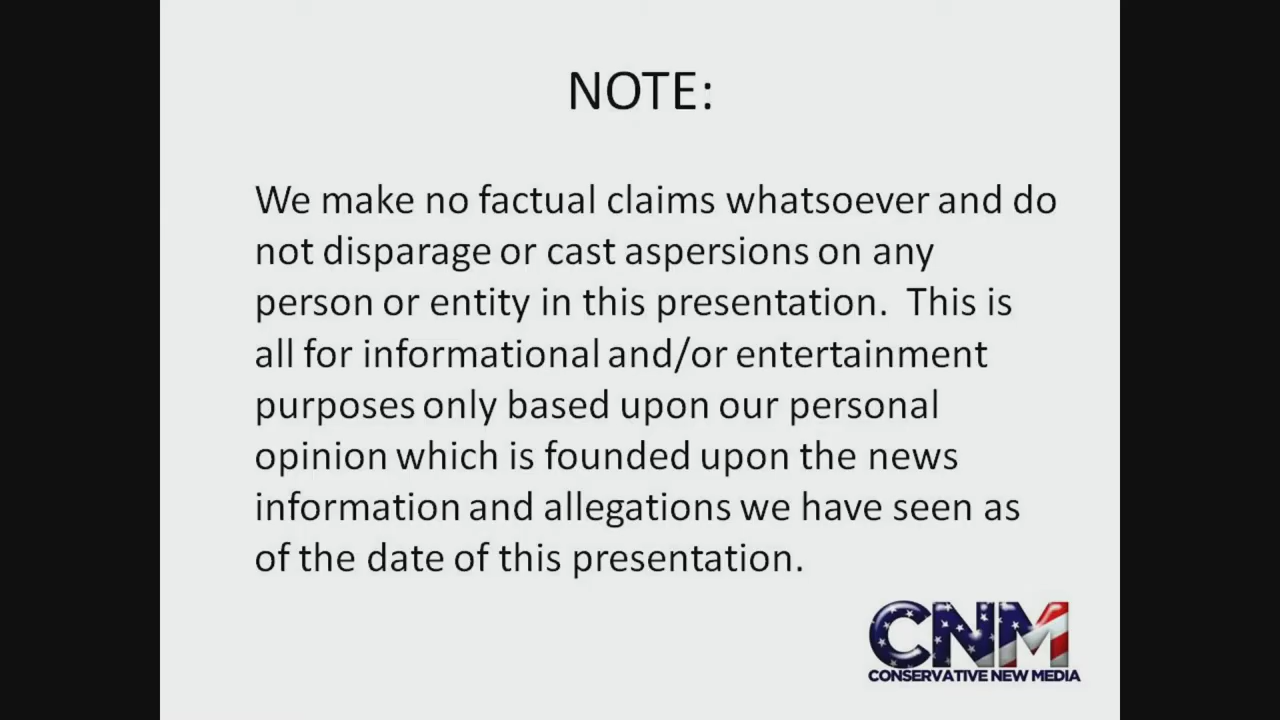 NOTE:
We make no factual claims whatsoever and do
not disparage or cast aspersions on any
person or entity in this presentation.  This is
all for informational and/or entertainment
purposes only based upon our personal
opinion which is founded upon the news
information and allegations we have seen as
of the date of this presentation.
CNM
CONSERVATIVE NEW MEDIA